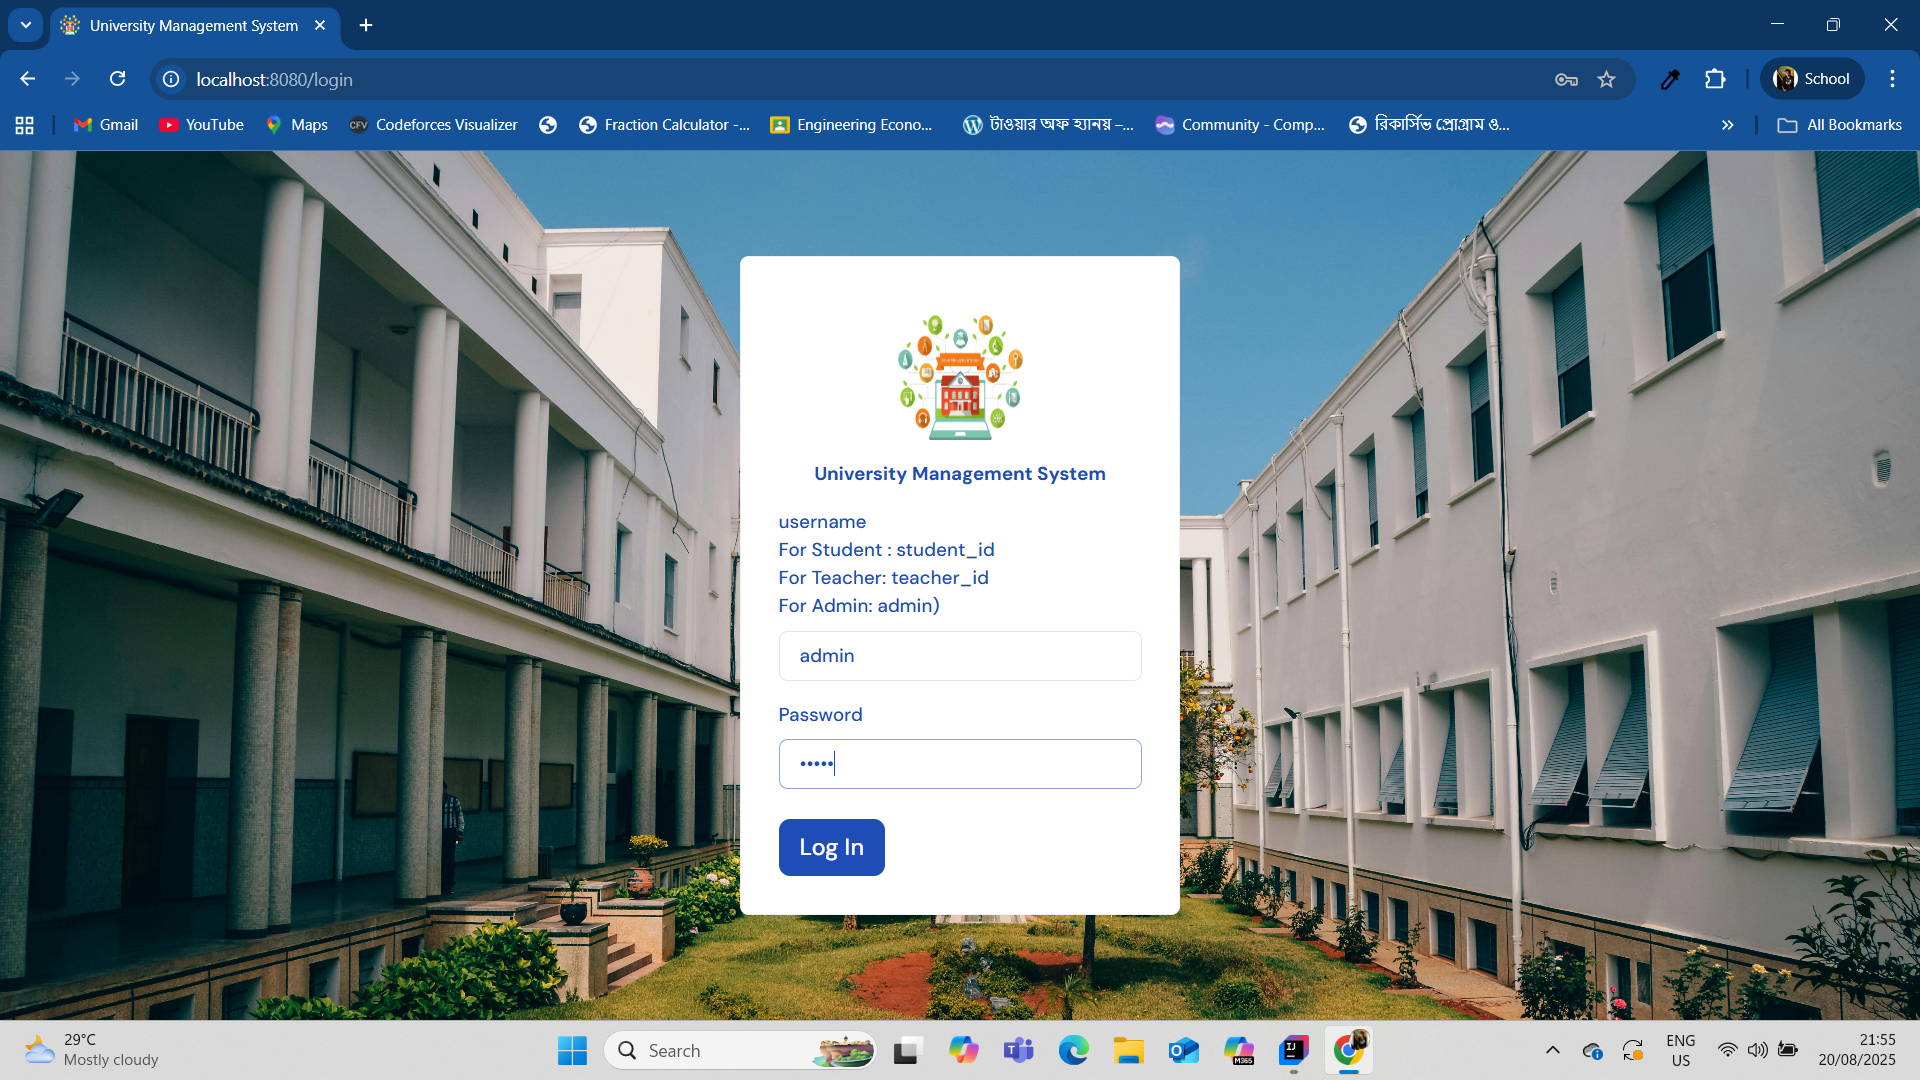 University Management System
localhost:8080/login
School
Gmail
YouTube
Maps
CFV
Codeforces Visualizer
Fraction Calculator -...
Engineering Econo...
টাওয়ার অফ হ্যানয় –...
Community - Comp...
রিকার্সিভ প্রোগ্রাম ও...
All Bookmarks
University Management System
username
For Student : student_id
For Teacher: teacher_id
For Admin: admin)
admin
Password
•••••
Log In
29°C
Mostly cloudy
Search
M365
ENG
US
21:55
20/08/2025